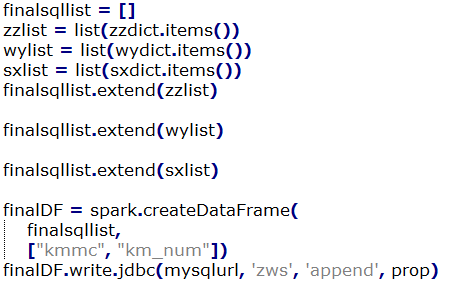 finalsqllist = []
zzlist = list(zzdict.items())
wylist = list(wydict.items())
sxlist = list(sxdict.items())
finalsqllist.extend(zzlist)
finalsqllist.extend(wylist)
finalsqllist.extend(sxlist)
finalDF = spark.createDataFrame(
finalsqllist,
["kmmc", "km_num"])
finalDF.write.jdbc(mysqlurl, 'zws', 'append', prop)